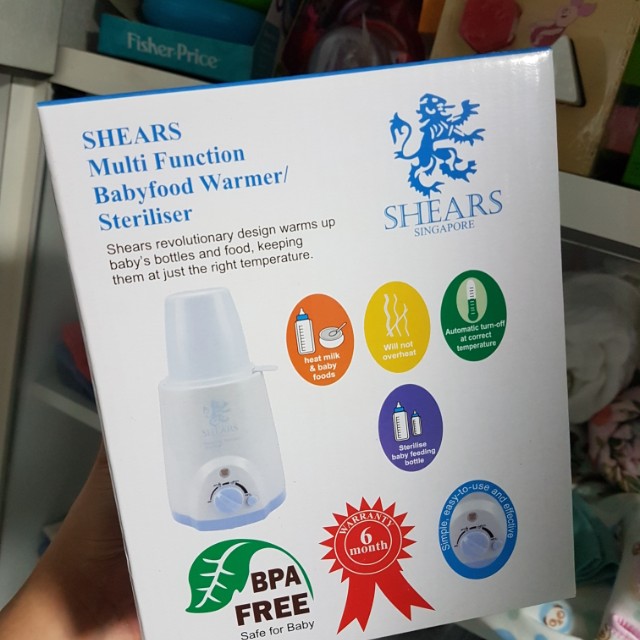 Fisher-Price
SHEARS
Multi Function
Babyfood Warmer/
Steriliser
Shears revolutionary design warms up
baby's bottles and food, keeping
them at just the right temperature.
SHEARS
SINGAPORE
heat milk
& baby
foods
Will not
overheat
Automatic turn-off
at correct
temperature
Sterilise
baby feeding
bottle
SHEARS
Simple, easy-to-use and effective
WARRANTY
6
month
BPA
FREE
Safe for Baby